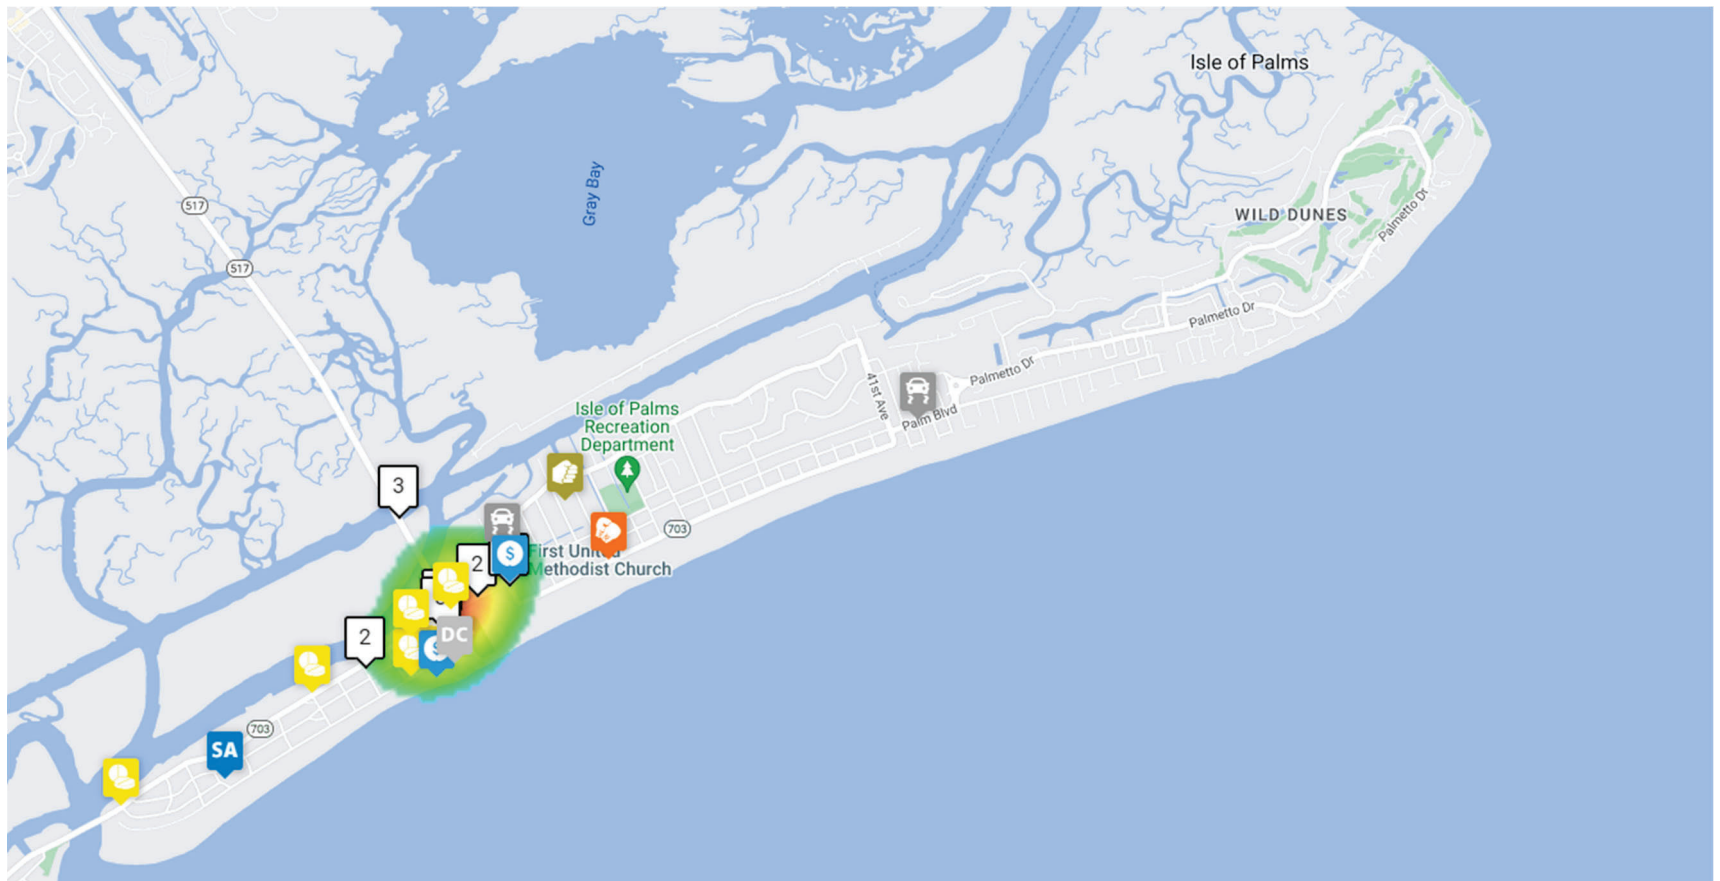 Isle of Palms
517
Gray Bay
WILD DUNES
Palmetto Dr
517
Palmetto Dr
Palmetto Dr
41st Ave
Palm Blvd
Isle of Palms
Recreation
Department
3
703
2
$
First United
Methodist Church
DC
2
$
703
SA